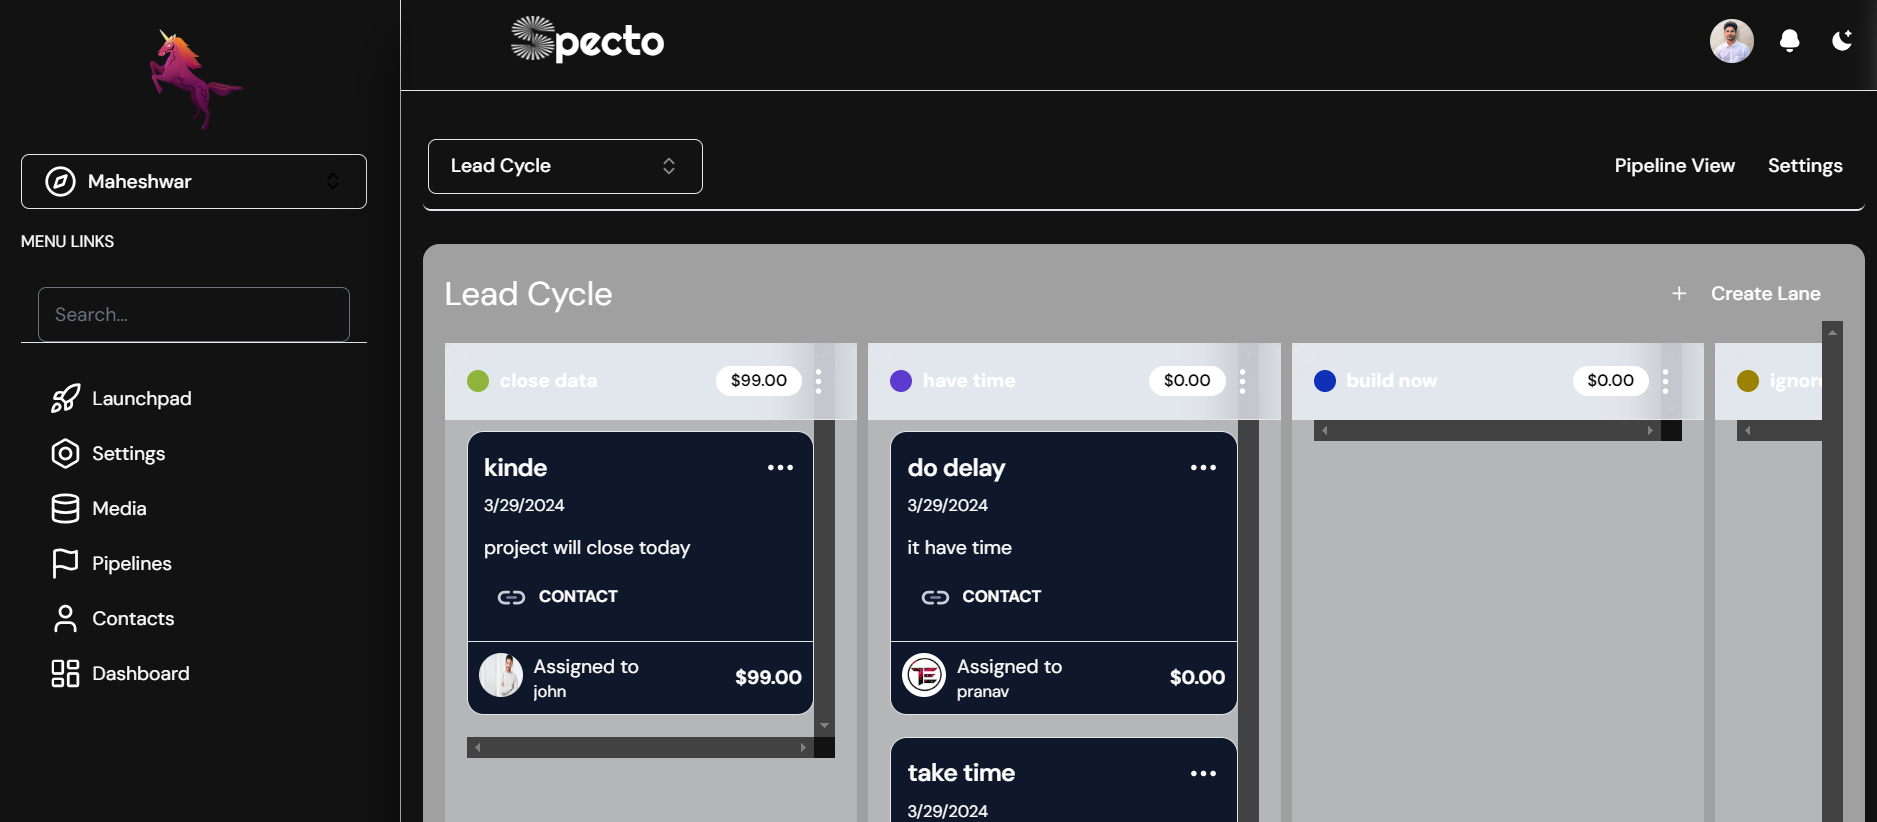 Specto
Maheshwar
MENU LINKS
Search...
Launchpad
Settings
Media
Pipelines
Contacts
Dashboard
Lead Cycle
Pipeline View
Settings
Lead Cycle
+ Create Lane
close data
$99.00
kinde
3/29/2024
project will close today
CONTACT
Assigned to
john
$99.00
have time
$0.00
do delay
3/29/2024
it have time
CONTACT
TE
Assigned to
pranav
$0.00
take time
3/29/2024
build now
$0.00
ignore